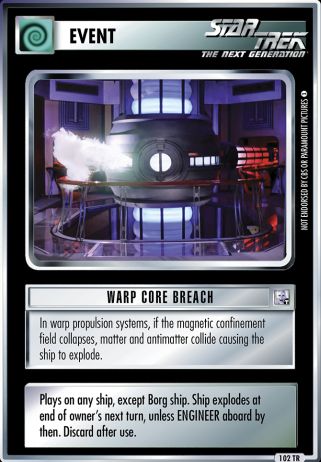 EVENT
STAR TREK
THE NEXT GENERATION
NOT ENDORSED BY CBS OR PARAMOUNT PICTURES
WARP CORE BREACH
In warp propulsion systems, if the magnetic confinement
field collapses, matter and antimatter collide causing the
ship to explode.
Plays on any ship, except Borg ship. Ship explodes at
end of owner's next turn, unless ENGINEER aboard by
then. Discard after use.
102 TR